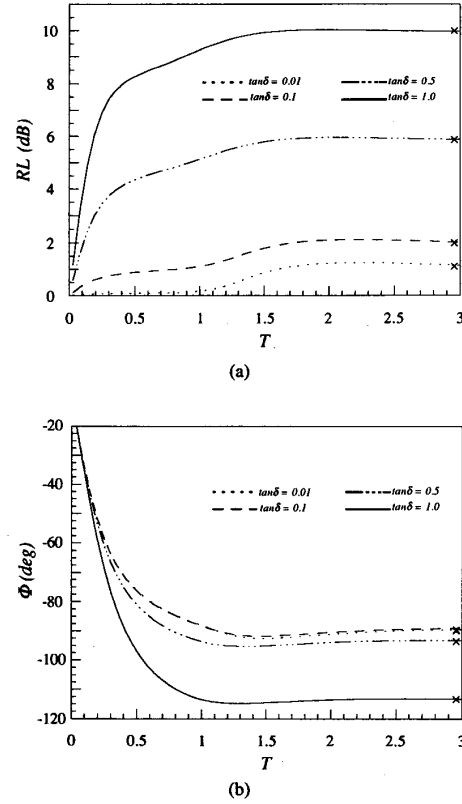 10
8
6
4
2
0
RL (dB)
tanδ = 0.01
tanδ = 0.5
tanδ = 0.1
tanδ = 1.0
0 0.5 1 1.5 2 2.5 3
T
(a)
-20
-40
-60
-80
-100
-120
Φ (deg)
tanδ = 0.01
tanδ = 0.5
tanδ = 0.1
tanδ = 1.0
0 0.5 1 1.5 2 2.5 3
T
(b)